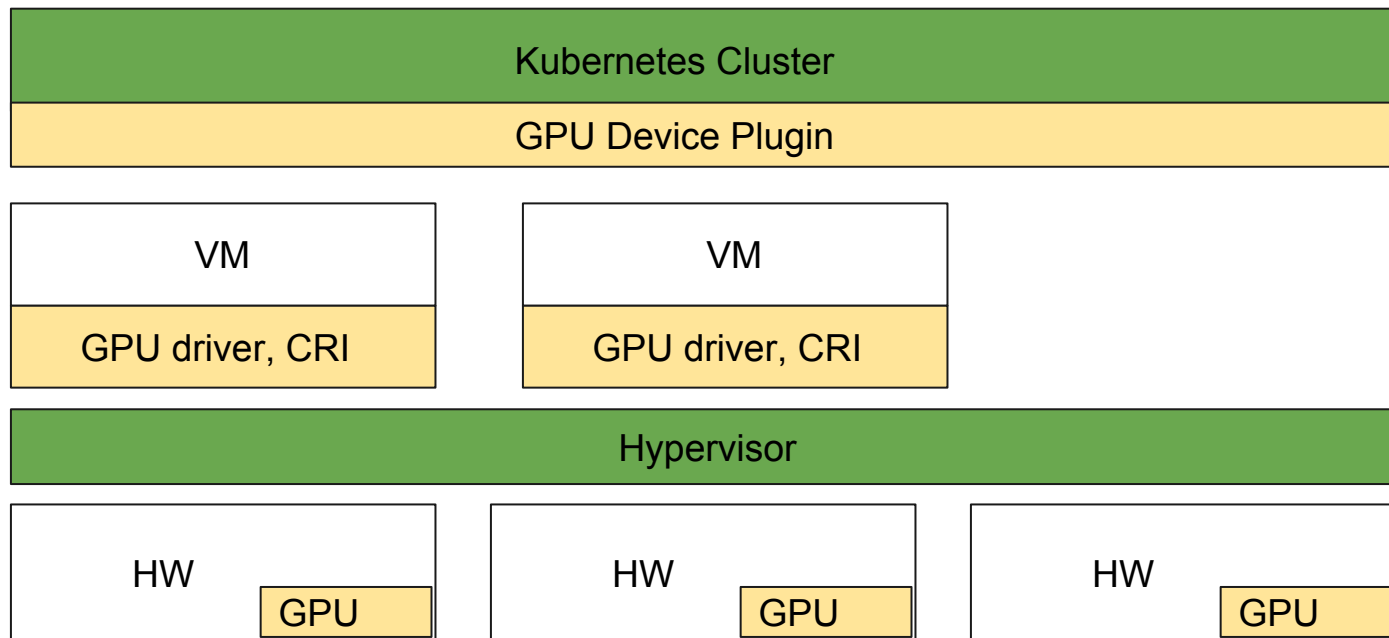 Kubernetes Cluster
GPU Device Plugin
VM
VM
GPU driver, CRI
GPU driver, CRI
Hypervisor
HW
HW
HW
GPU
GPU
GPU